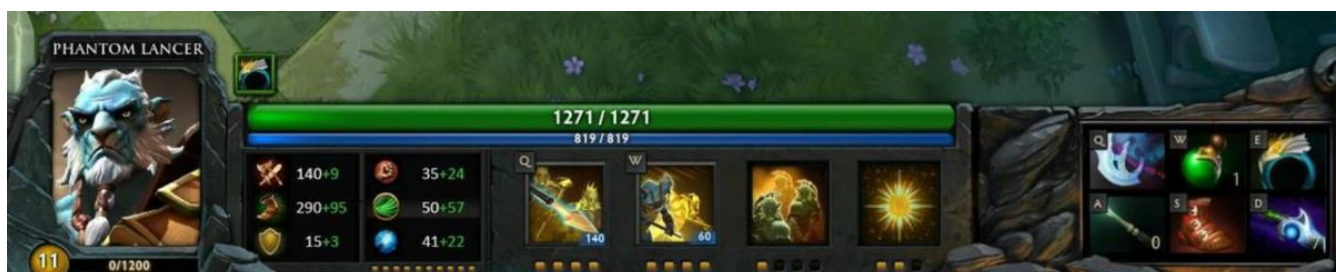 PHANTOM LANCER
1271 / 1271
819 / 819
140+9
35+24
290+95
50+57
15+3
41+22
Q
140
W
60
11
0/1200
Q
W
1
E
A
0
S
D